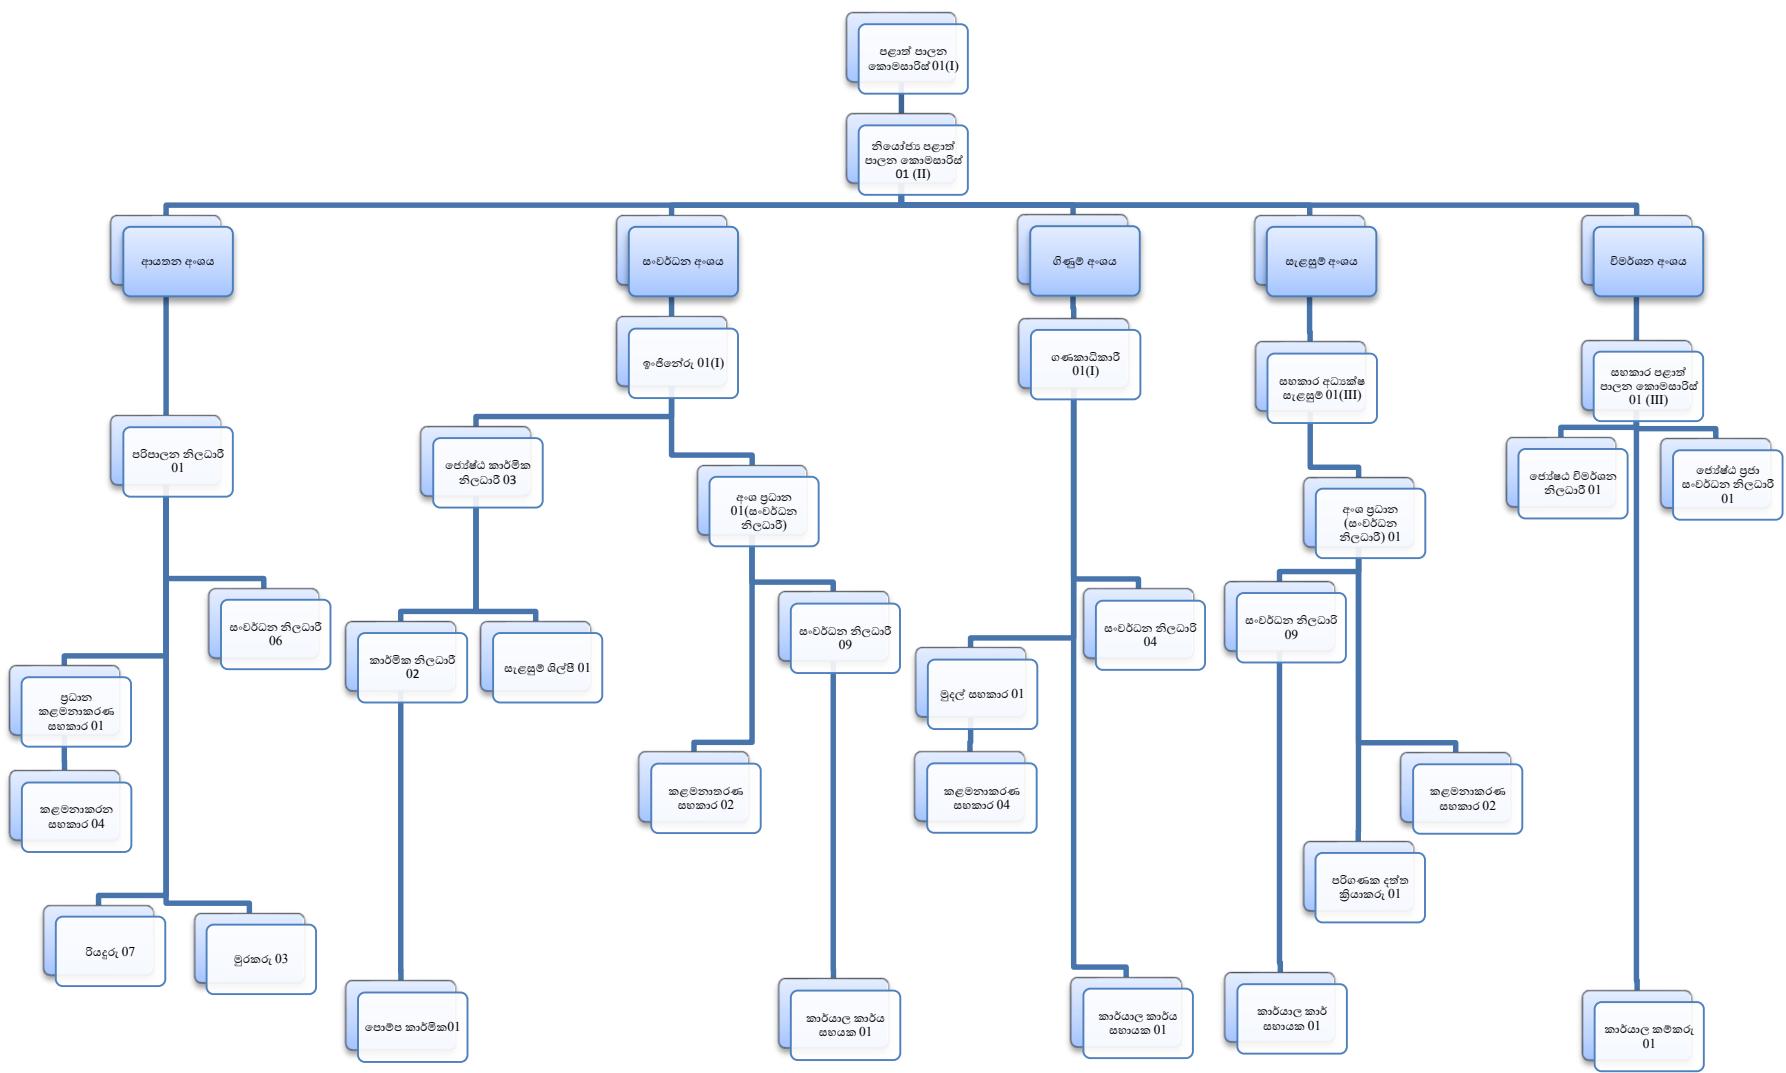 පළාත් පාලන
කොමසාරිස් 01(I)
නියෝජ්‍ය පළාත්
පාලන කොමසාරිස්
01 (II)
ආයතන අංශය
සංවර්ධන අංශය
ගිණුම් අංශය
සැළසුම් අංශය
විමර්ශන අංශය
පරිපාලන නිලධාරී
01
ඉංජිනේරු 01(I)
ගණකාධිකාරී
01(I)
සහකාර අධ්‍යක්ෂ
සැළසුම් 01(III)
සහකාර පළාත්
පාලන කොමසාරිස්
01 (III)
ජ්‍යේෂ්ඨ කාර්මික
නිලධාරී 03
අංශ ප්‍රධාන
01(සංවර්ධන
නිලධාරී)
අංශ ප්‍රධාන
(සංවර්ධන
නිලධාරී) 01
ජ්‍යේෂඨ විමර්ශන
නිලධාරී 01
ජ්‍යේෂ්ඨ ප්‍රජා
සංවර්ධන නිලධාරී
01
සංවර්ධන නිලධාරී
06
කාර්මික නිලධාරී
02
සැළසුම් ශිල්පී 01
සංවර්ධන නිලධාරී
09
සංවර්ධන නිලධාරි
04
සංවර්ධන නිලධාරි
09
ප්‍රධාන
කළමනාකරණ
සහකාර 01
මුදල් සහකාර 01
කළමනාකරන
සහකාර 04
කළමනාතරණ
සහකාර 02
කළමනාකරණ
සහකාර 04
කළමනාකරණ
සහකාර 02
පරිගණක දත්ත
ක්‍රියාකරු 01
රියදුරු 07
මුරකරු 03
පොම්ප කාර්මික01
කාර්යාල කාර්ය
සහයක 01
කාර්යාල කාර්ය
සහායක 01
කාර්යාල කාර්
සහායක 01
කාර්යාල කම්කරු
01